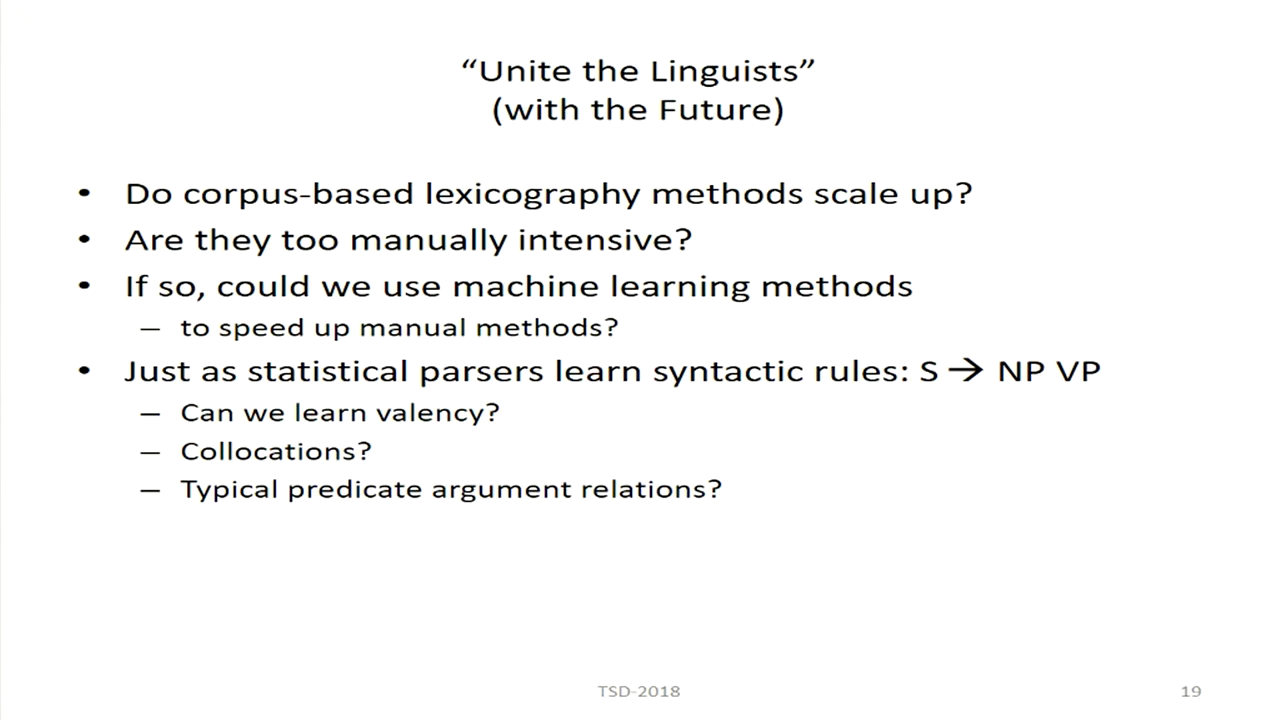 “Unite the Linguists”
(with the Future)
• Do corpus-based lexicography methods scale up?
• Are they too manually intensive?
• If so, could we use machine learning methods
– to speed up manual methods?
• Just as statistical parsers learn syntactic rules: S → NP VP
– Can we learn valency?
– Collocations?
– Typical predicate argument relations?
TSD-2018
19